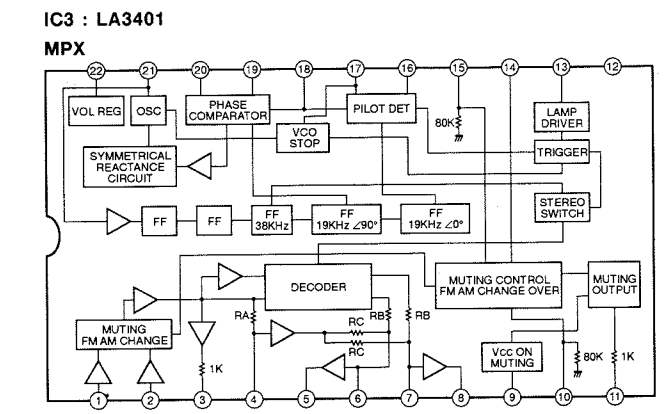 IC3 : LA3401
MPX
22 21 20 19 18 17 16 15 14 13 12
VOL REG
OSC
PHASE
COMPARATOR
PILOT DET
80K
LAMP
DRIVER
VCO
STOP
TRIGGER
SYMMETRICAL
REACTANCE
CIRCUIT
STEREO
SWITCH
FF
FF
FF
38KHz
FF
19KHz ∠90°
FF
19KHz ∠0°
DECODER
MUTING CONTROL
FM AM CHANGE OVER
MUTING
OUTPUT
MUTING
FM AM CHANGE
RA
RB
RB
RC
RC
1K
Vcc ON
MUTING
80K
1K
1 2 3 4 5 6 7 8 9 10 11